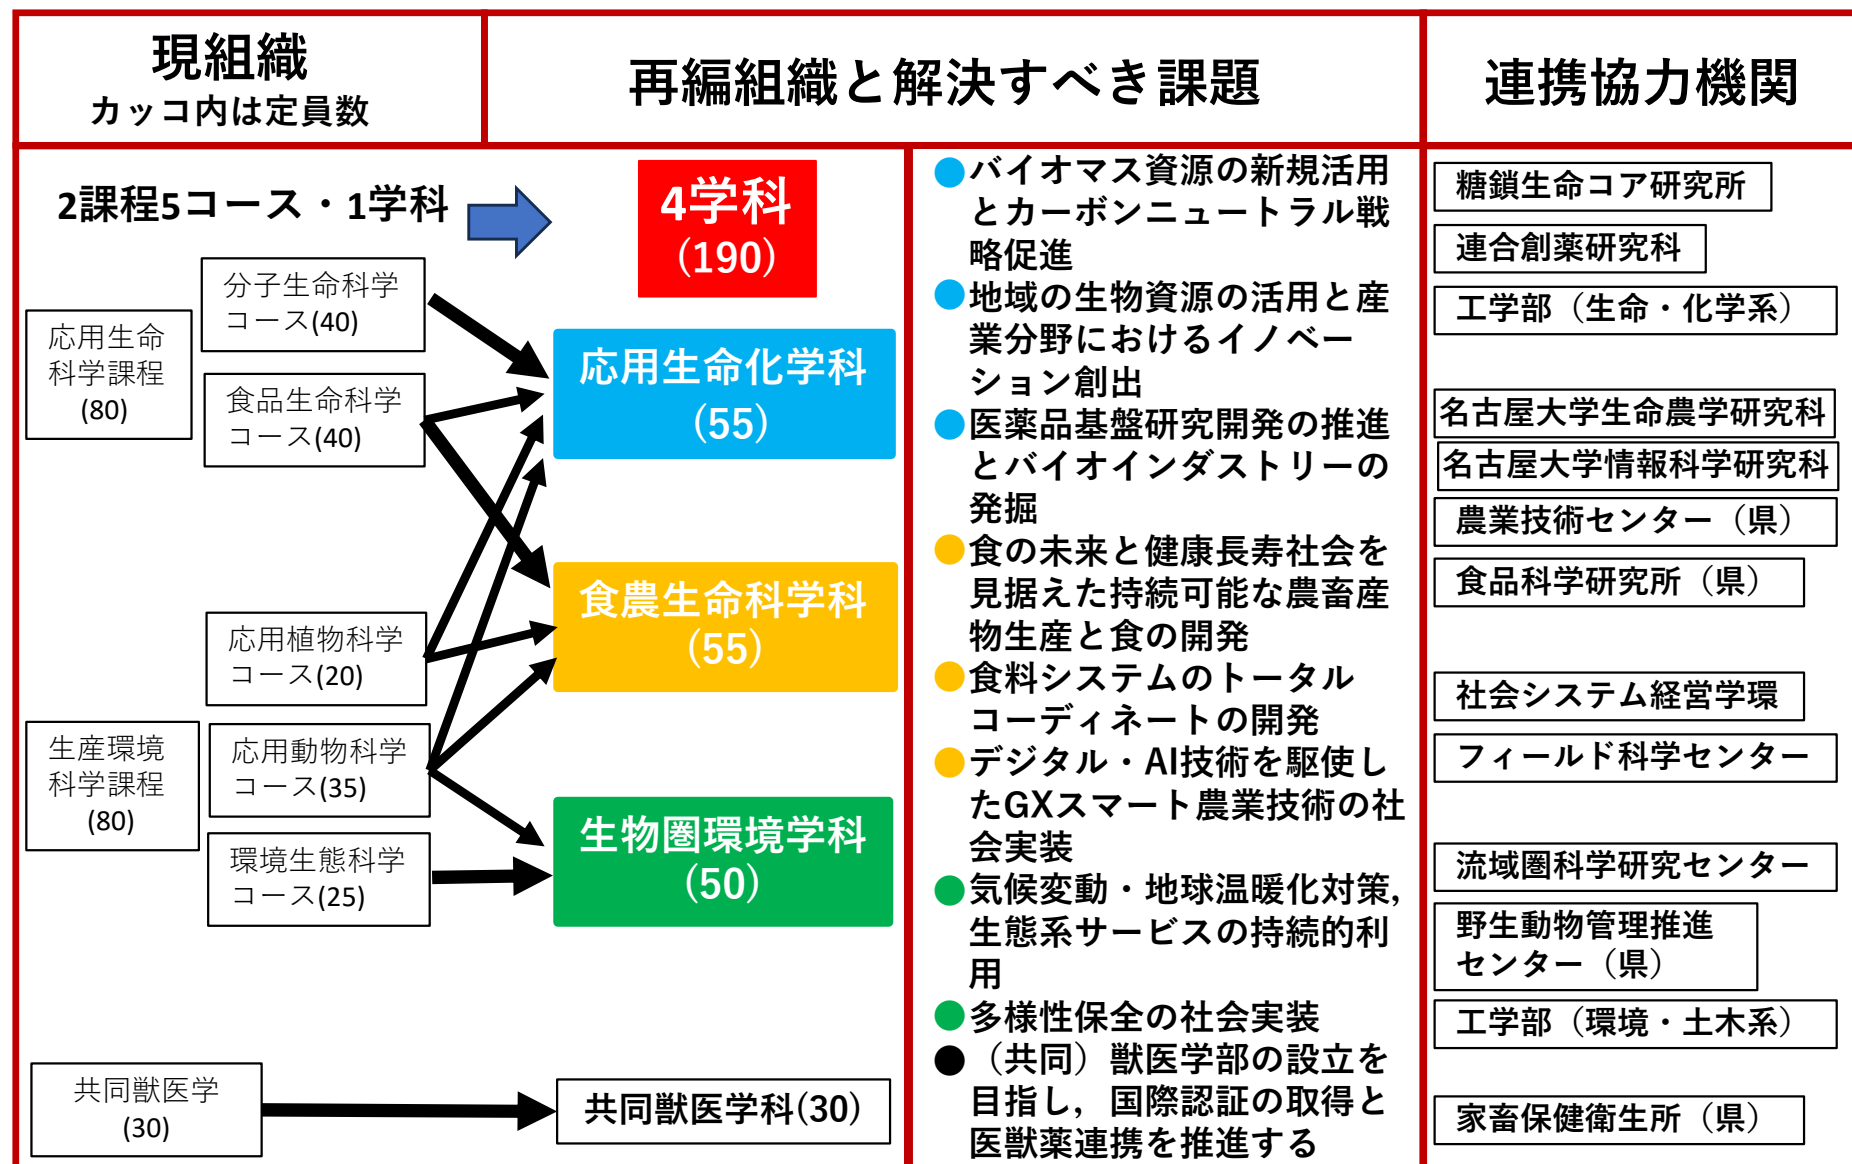 現組織
カッコ内は定員数
再編組織と解決すべき課題
連携協力機関
2課程5コース・1学科
4学科
(190)
応用生命
科学課程
(80)
分子生命科学
コース(40)
食品生命科学
コース(40)
生産環境
科学課程
(80)
応用植物科学
コース(20)
応用動物科学
コース(35)
環境生態科学
コース(25)
共同獣医学
(30)
応用生命化学科
(55)
食農生命科学科
(55)
生物圏環境学科
(50)
共同獣医学科(30)
●バイオマス資源の新規活用
とカーボンニュートラル戦
略促進
●地域の生物資源の活用と産
業分野におけるイノベー
ション創出
●医薬品基盤研究開発の推進
とバイオインダストリーの
発掘
●食の未来と健康長寿社会を
見据えた持続可能な農畜産
物生産と食の開発
●食料システムのトータル
コーディネートの開発
●デジタル・AI技術を駆使し
たGXスマート農業技術の社
会実装
●気候変動・地球温暖化対策,
生態系サービスの持続的利
用
●多様性保全の社会実装
●（共同）獣医学部の設立を
目指し，国際認証の取得と
医獣薬連携を推進する
糖鎖生命コア研究所
連合創薬研究科
工学部（生命・化学系）
名古屋大学生命農学研究科
名古屋大学情報科学研究科
農業技術センター（県）
食品科学研究所（県）
社会システム経営学環
フィールド科学センター
流域圏科学研究センター
野生動物管理推進
センター（県）
工学部（環境・土木系）
家畜保健衛生所（県）